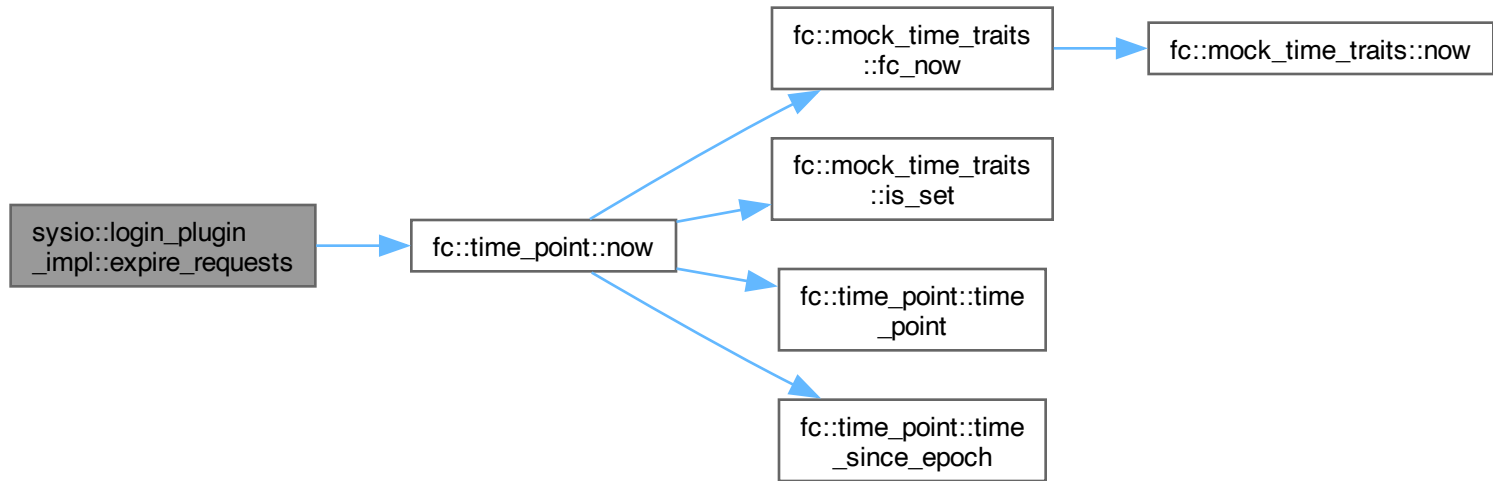 sysio::login_plugin
_impl::expire_requests
fc::time_point::now
fc::mock_time_traits
::fc_now
fc::mock_time_traits::now
fc::mock_time_traits
::is_set
fc::time_point::time
_point
fc::time_point::time
_since_epoch